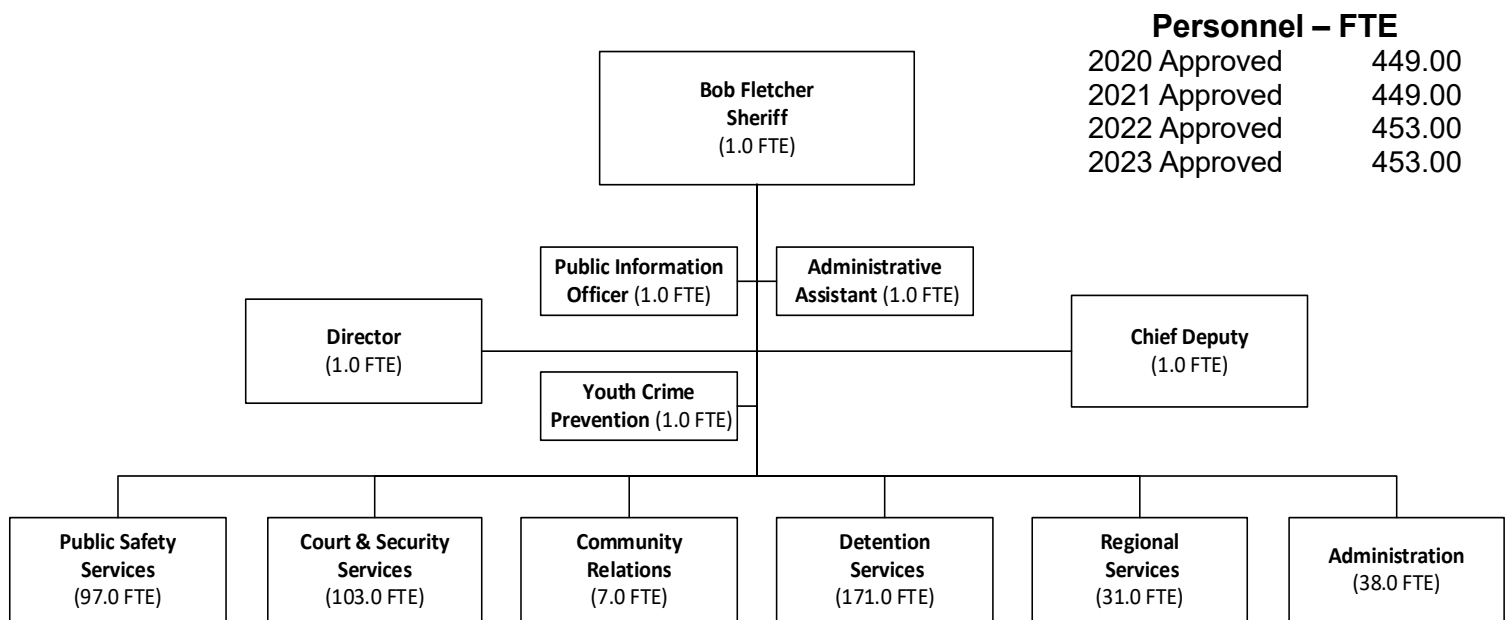 Personnel – FTE
2020 Approved 449.00
2021 Approved 449.00
2022 Approved 453.00
2023 Approved 453.00
Bob Fletcher
Sheriff
(1.0 FTE)
Public Information
Officer (1.0 FTE)
Administrative
Assistant (1.0 FTE)
Director
(1.0 FTE)
Chief Deputy
(1.0 FTE)
Youth Crime
Prevention (1.0 FTE)
Public Safety
Services
(97.0 FTE)
Court & Security
Services
(103.0 FTE)
Community
Relations
(7.0 FTE)
Detention
Services
(171.0 FTE)
Regional
Services
(31.0 FTE)
Administration
(38.0 FTE)